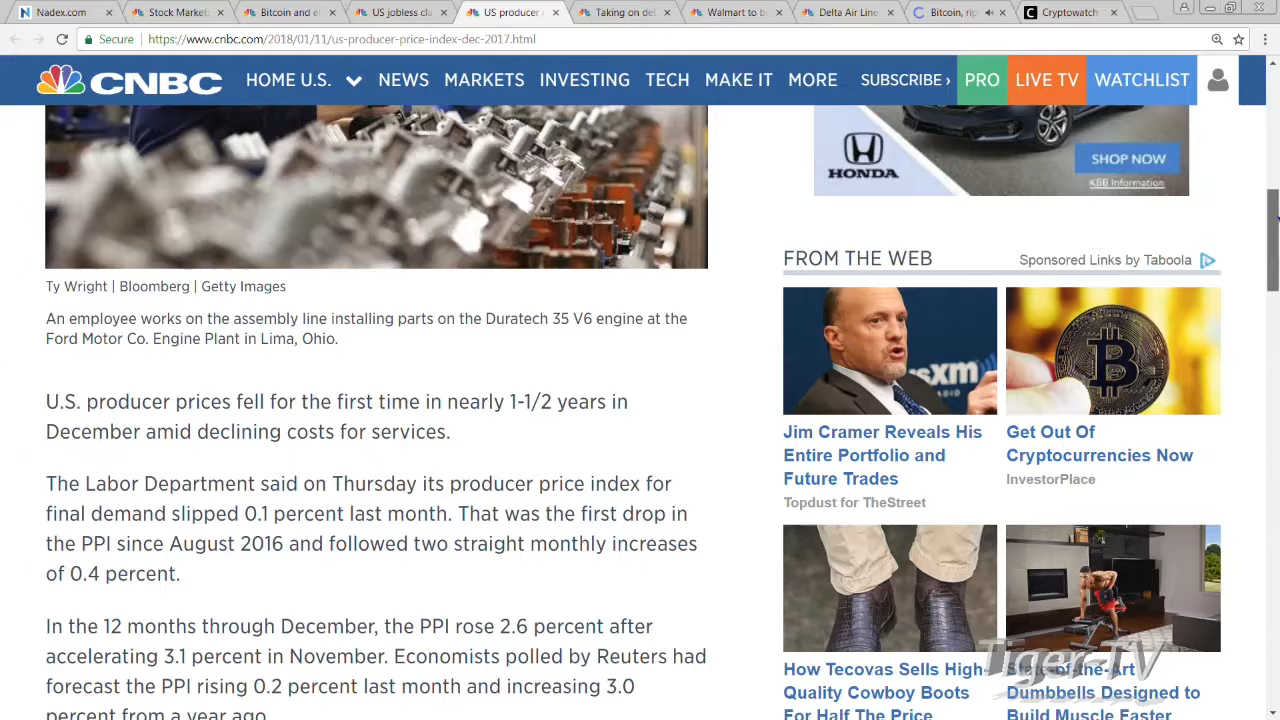 Nadex.com
Stock Market
Bitcoin and e
US jobless cla
US producer
Taking on de
Walmart to b
Delta Air Line
Bitcoin, rip
Cryptowatch
Secure
https://www.cnbc.com/2018/01/11/us-producer-price-index-dec-2017.html
CNBC
HOME U.S.
NEWS
MARKETS
INVESTING
TECH
MAKE IT
MORE
SUBSCRIBE ›
PRO
LIVE TV
WATCHLIST
Ty Wright | Bloomberg | Getty Images
An employee works on the assembly line installing parts on the Duratech 35 V6 engine at the
Ford Motor Co. Engine Plant in Lima, Ohio.
U.S. producer prices fell for the first time in nearly 1-1/2 years in
December amid declining costs for services.
The Labor Department said on Thursday its producer price index for
final demand slipped 0.1 percent last month. That was the first drop in
the PPI since August 2016 and followed two straight monthly increases
of 0.4 percent.
In the 12 months through December, the PPI rose 2.6 percent after
accelerating 3.1 percent in November. Economists polled by Reuters had
forecast the PPI rising 0.2 percent last month and increasing 3.0
percent from a year ago.
HONDA
SHOP NOW
KBB Information
FROM THE WEB
Sponsored Links by Taboola
sxm
RADIO
Jim Cramer Reveals His
Entire Portfolio and
Future Trades
Topdust for TheStreet
Get Out Of
Cryptocurrencies Now
InvestorPlace
How Tecovas Sells High-
Quality Cowboy Boots
For Half The Price
State-of-the-Art
Dumbbells Designed to
Build Muscle Faster
Tiger-TV